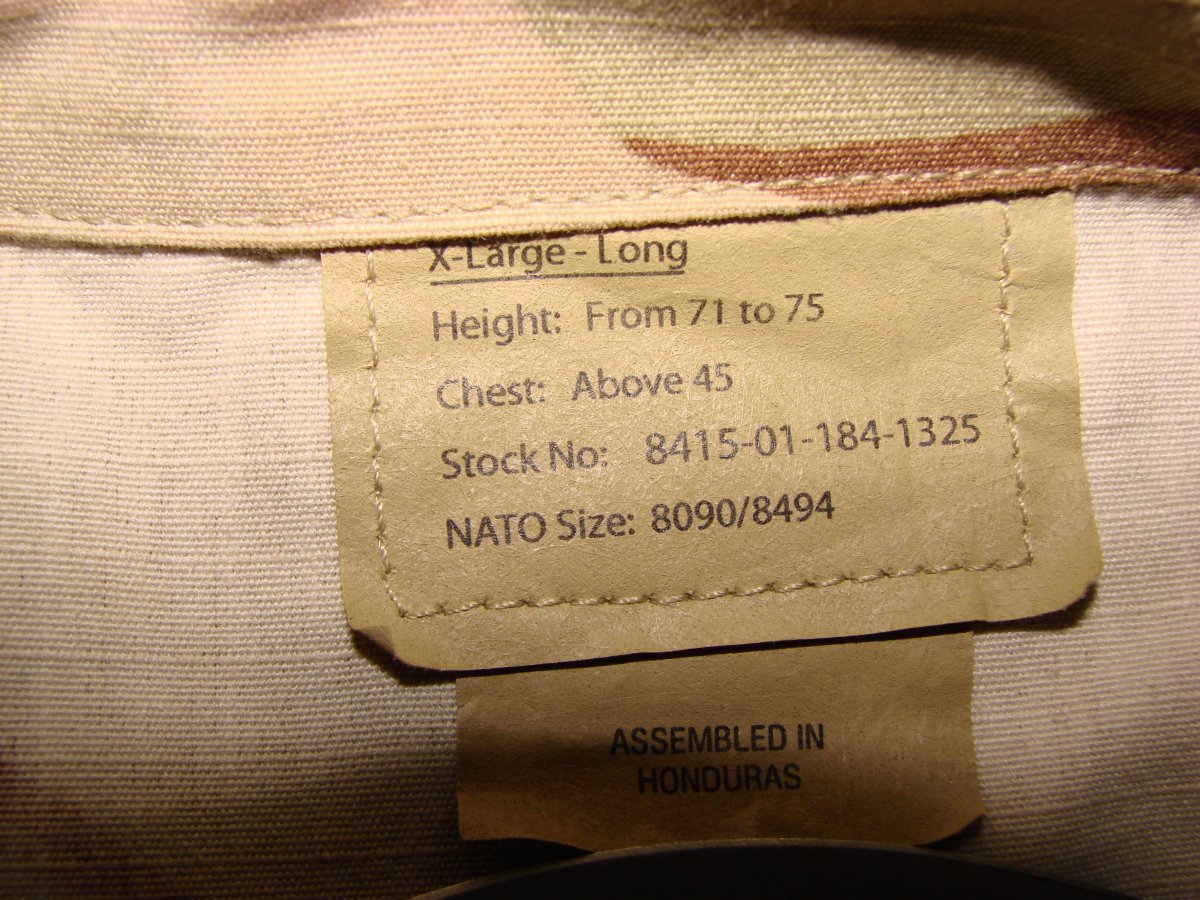 X-Large - Long
Height: From 71 to 75
Chest: Above 45
Stock No: 8415-01-184-1325
NATO Size: 8090/8494
ASSEMBLED IN
HONDURAS